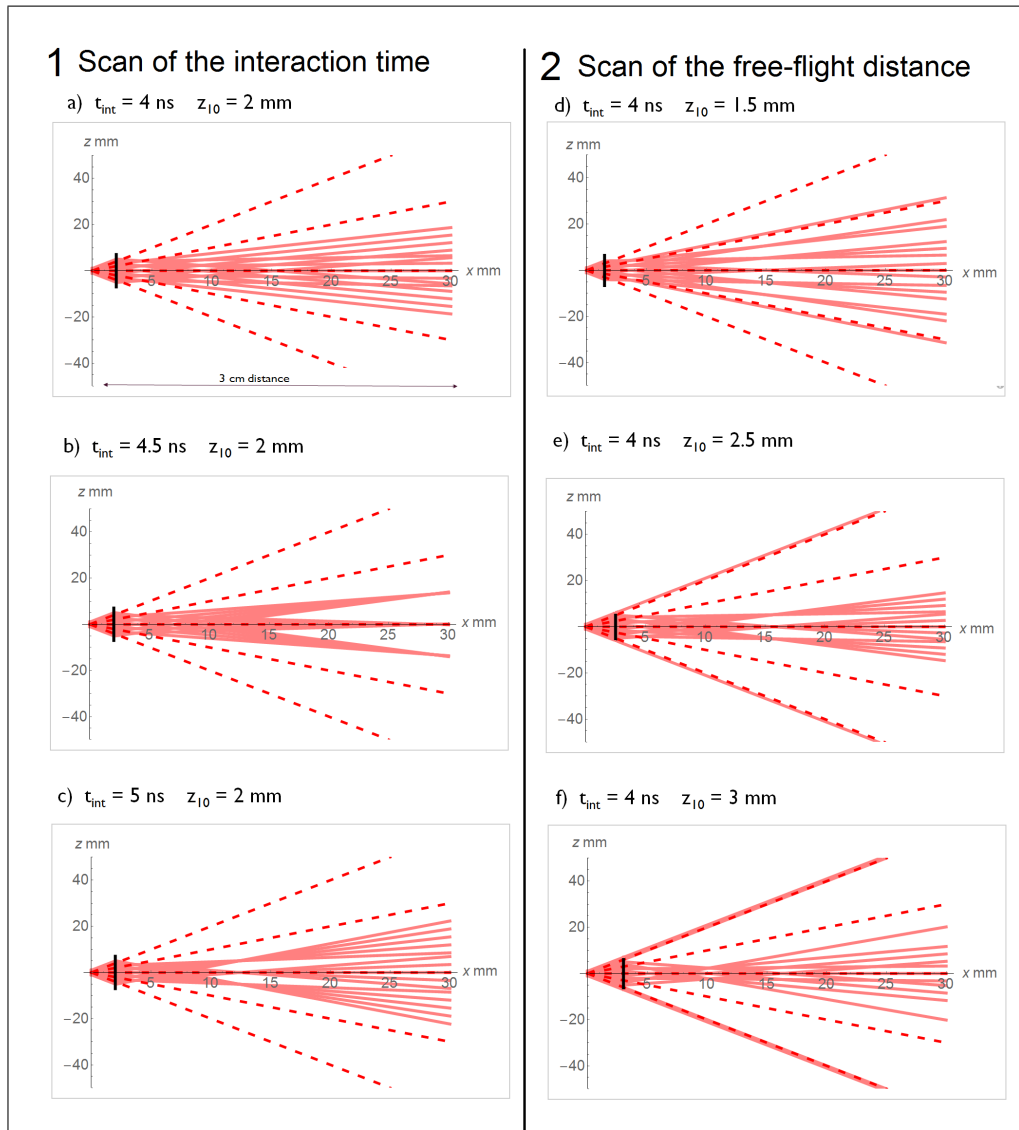 1 Scan of the interaction time
a) t_int = 4 ns z_10 = 2 mm
z mm
40
20
x mm
5 10 15 20 25 30
−20
−40
3 cm distance
b) t_int = 4.5 ns z_10 = 2 mm
z mm
40
20
x mm
5 10 15 20 25 30
−20
−40
c) t_int = 5 ns z_10 = 2 mm
z mm
40
20
x mm
5 10 15 20 25 30
−20
−40
2 Scan of the free-flight distance
d) t_int = 4 ns z_10 = 1.5 mm
z mm
40
20
x mm
5 10 15 20 25 30
−20
−40
e) t_int = 4 ns z_10 = 2.5 mm
z mm
40
20
x mm
5 10 15 20 25 30
−20
−40
f) t_int = 4 ns z_10 = 3 mm
z mm
40
20
x mm
5 10 15 20 25 30
−20
−40